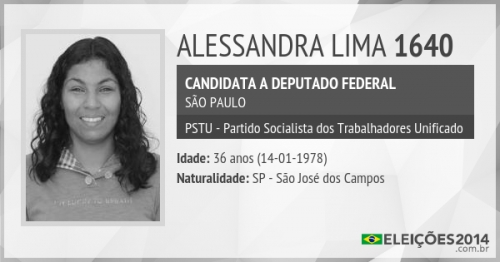 ALESSANDRA LIMA 1640
CANDIDATA A DEPUTADO FEDERAL
SÃO PAULO
PSTU - Partido Socialista dos Trabalhadores Unificado
Idade: 36 anos (14-01-1978)
Naturalidade: SP - São José dos Campos
ELEIÇÕES2014
.com.br